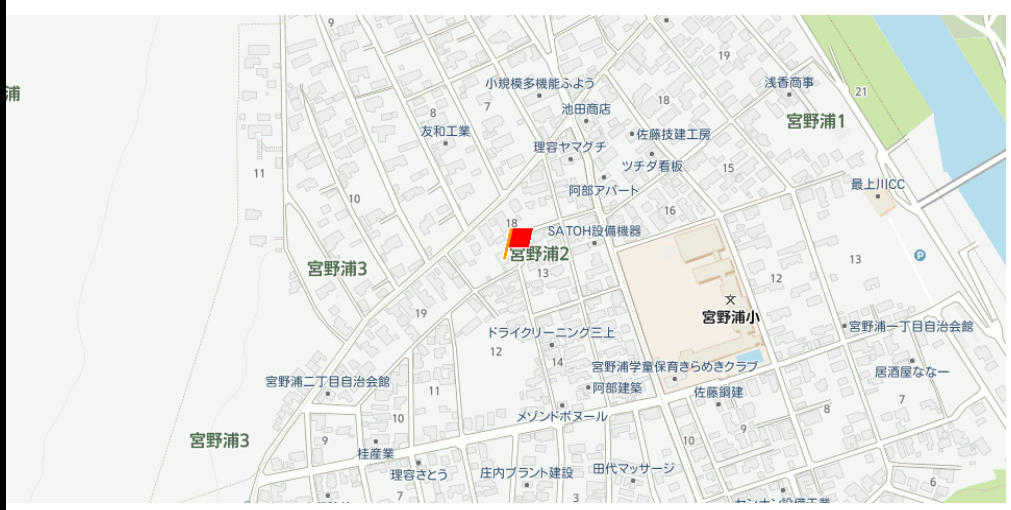 9
19
小規模多機能ふよう
浅香商事
浦
7
18
21
8
池田商店
宮野浦1
友和工業
佐藤技建工房
理容ヤマグチ
ツチダ看板
15
11
最上川CC
10
阿部アパート
16
18
SATOH設備機器
宮野浦2
13
宮野浦3
13
12
P
文
19
宮野浦小
宮野浦一丁目自治会館
ドライクリーニング三上
12
14
宮野浦学童保育きらめきクラブ
居酒屋ななー
宮野浦二丁目自治会館
11
阿部建築
佐藤鋼建
7
10
メゾンドボヌール
8
9
宮野浦3
9
10
桂産業
理容さとう
庄内プラント建設
田代マッサージ
6
7
3